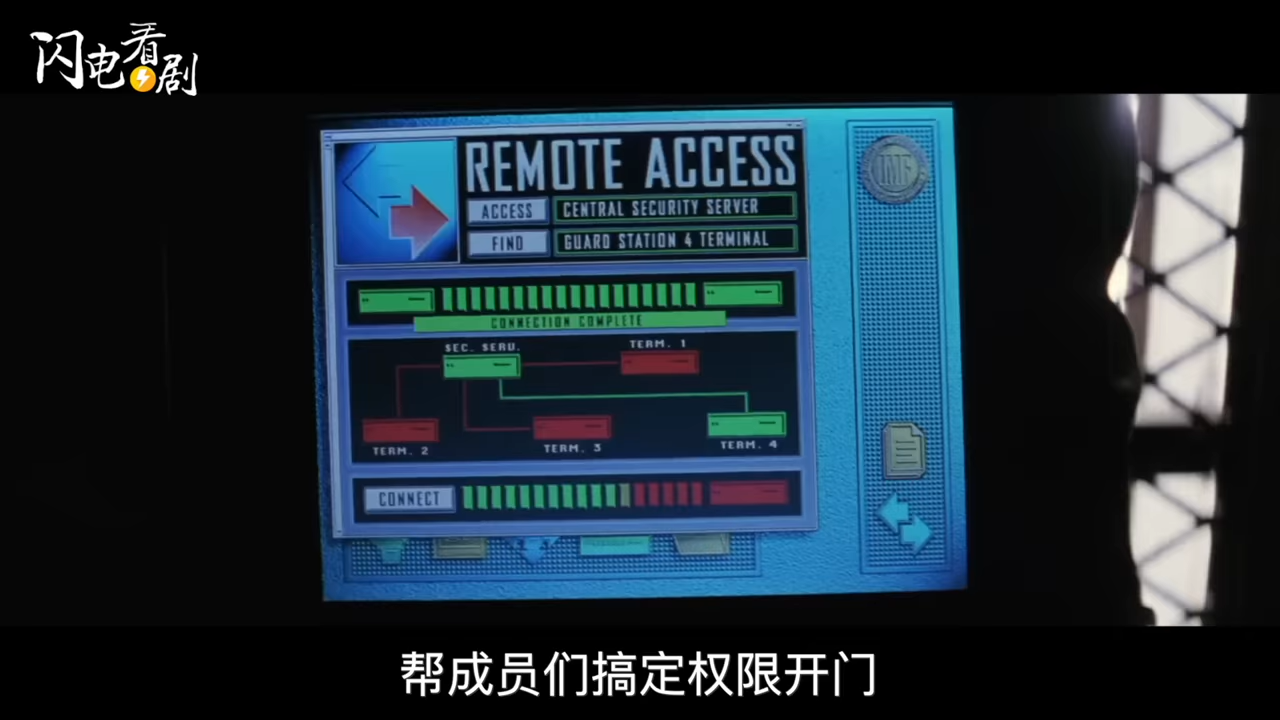 闪电看剧
REMOTE ACCESS
IMF
ACCESS CENTRAL SECURITY SERVER
FIND GUARD STATION 4 TERMINAL
CONNECTION COMPLETE
SEC. SERV. TERM. 1
TERM. 2 TERM. 3 TERM. 4
CONNECT
帮成员们搞定权限开门